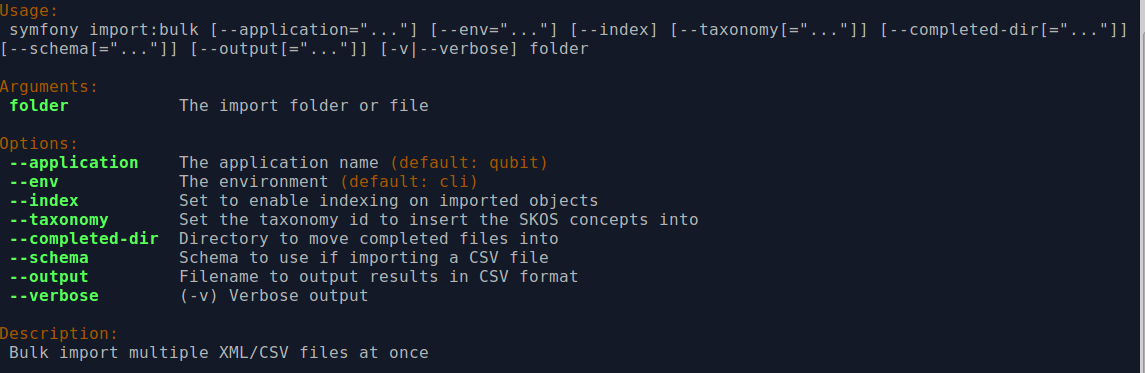 Usage:
 symfony import:bulk [--application="..."] [--env="..."] [--index] [--taxonomy[="..."]] [--completed-dir[="..."]]
[--schema[="..."]] [--output[="..."]] [-v|--verbose] folder

Arguments:
 folder           The import folder or file

Options:
 --application    The application name (default: qubit)
 --env            The environment (default: cli)
 --index          Set to enable indexing on imported objects
 --taxonomy       Set the taxonomy id to insert the SKOS concepts into
 --completed-dir  Directory to move completed files into
 --schema         Schema to use if importing a CSV file
 --output         Filename to output results in CSV format
 --verbose        (-v) Verbose output

Description:
 Bulk import multiple XML/CSV files at once